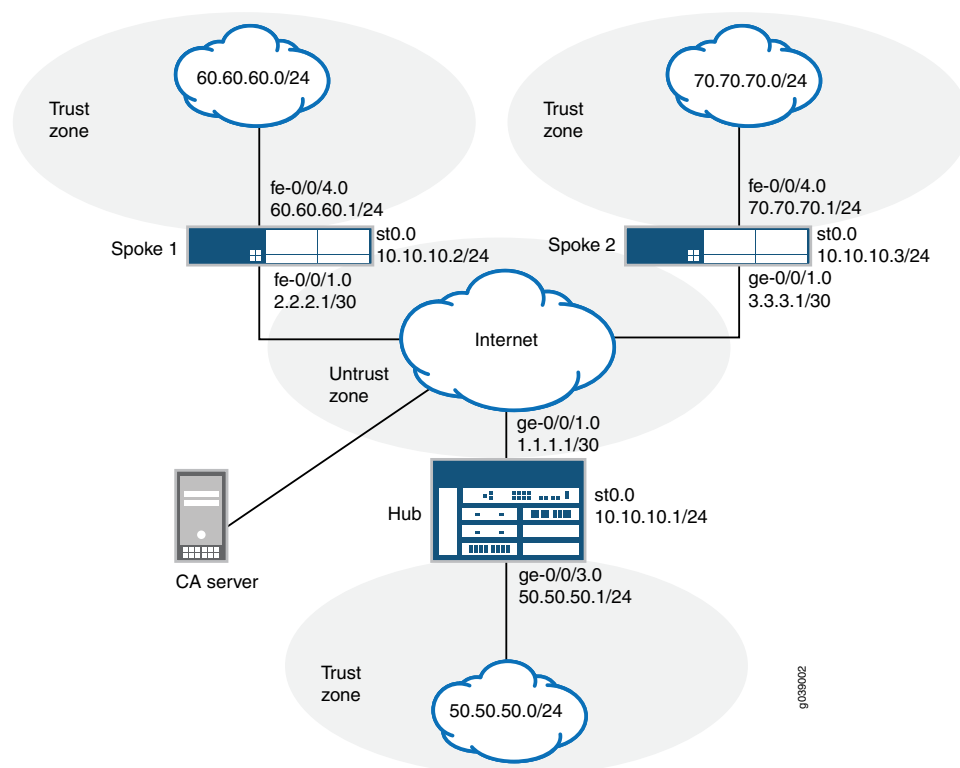 60.60.60.0/24
Trust
zone
fe-0/0/4.0
60.60.60.1/24
Spoke 1
st0.0
10.10.10.2/24
fe-0/0/1.0
2.2.2.1/30
70.70.70.0/24
Trust
zone
fe-0/0/4.0
70.70.70.1/24
Spoke 2
st0.0
10.10.10.3/24
ge-0/0/1.0
3.3.3.1/30
Internet
Untrust
zone
ge-0/0/1.0
1.1.1.1/30
Hub
st0.0
10.10.10.1/24
CA server
ge-0/0/3.0
50.50.50.1/24
Trust
zone
50.50.50.0/24
g039002